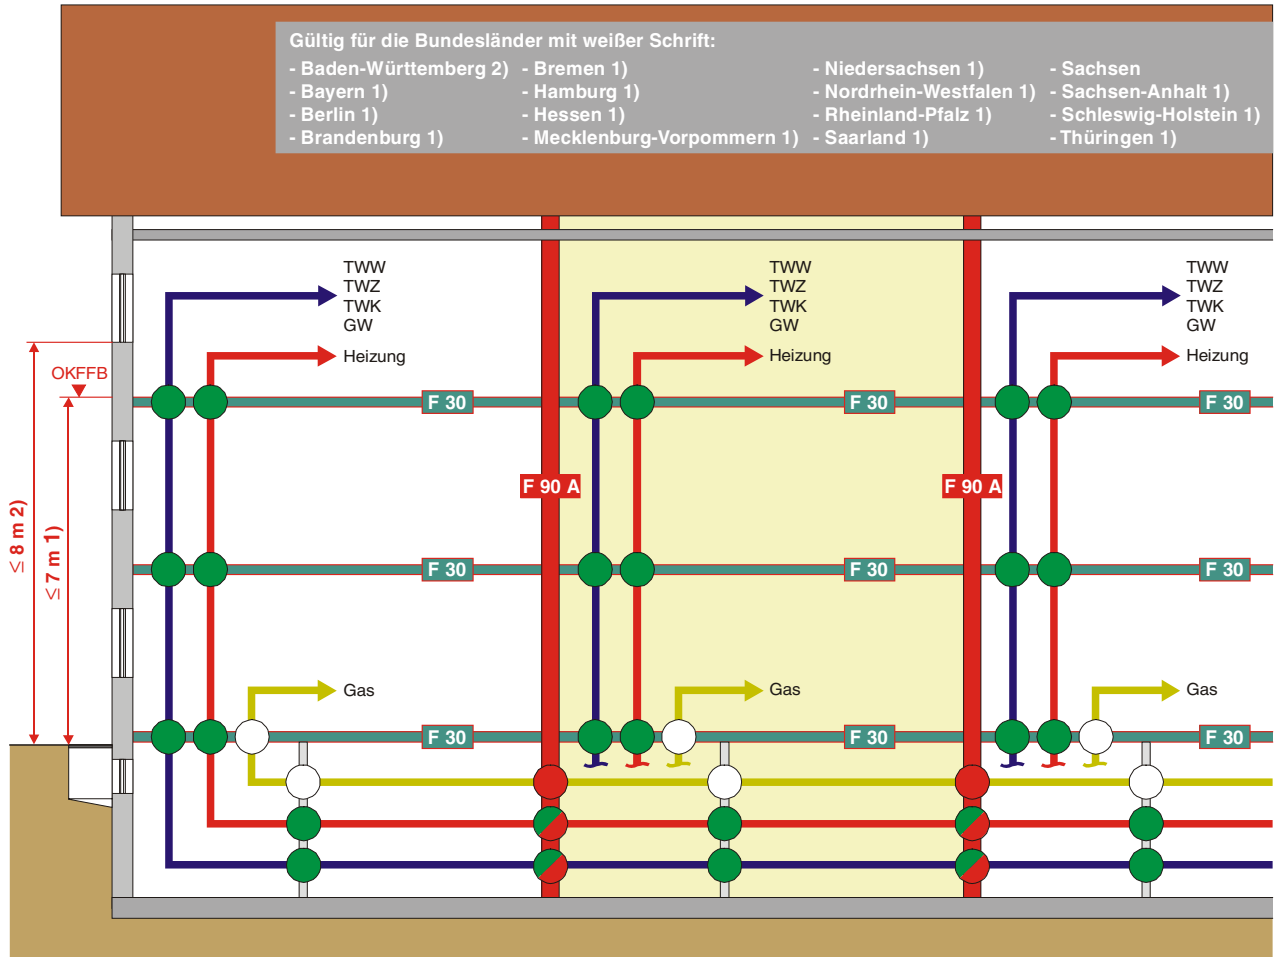 Gültig für die Bundesländer mit weißer Schrift:
- Baden-Württemberg 2) - Bremen 1) - Niedersachsen 1) - Sachsen
- Bayern 1) - Hamburg 1) - Nordrhein-Westfalen 1) - Sachsen-Anhalt 1)
- Berlin 1) - Hessen 1) - Rheinland-Pfalz 1) - Schleswig-Holstein 1)
- Brandenburg 1) - Mecklenburg-Vorpommern 1) - Saarland 1) - Thüringen 1)
TWW TWW TWW
TWZ TWZ TWZ
TWK TWK TWK
GW GW GW
Heizung Heizung Heizung
OKFFB
F 30 F 30 F 30
F 90 A F 90 A
≤ 8 m 2)
≤ 7 m 1)
F 30 F 30 F 30
Gas Gas Gas
F 30 F 30 F 30